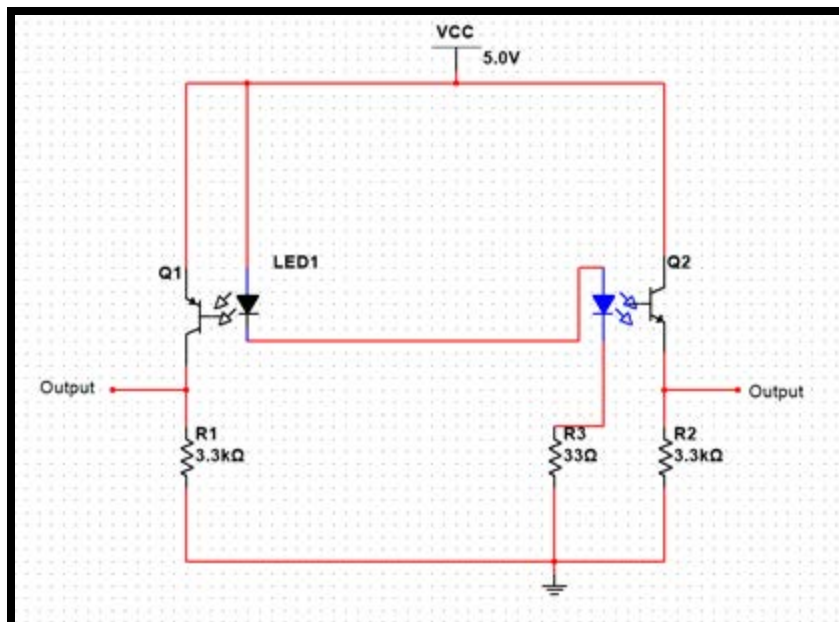 VCC
5.0V
Q1
LED1
Q2
Output
Output
R1
3.3kΩ
R3
33Ω
R2
3.3kΩ